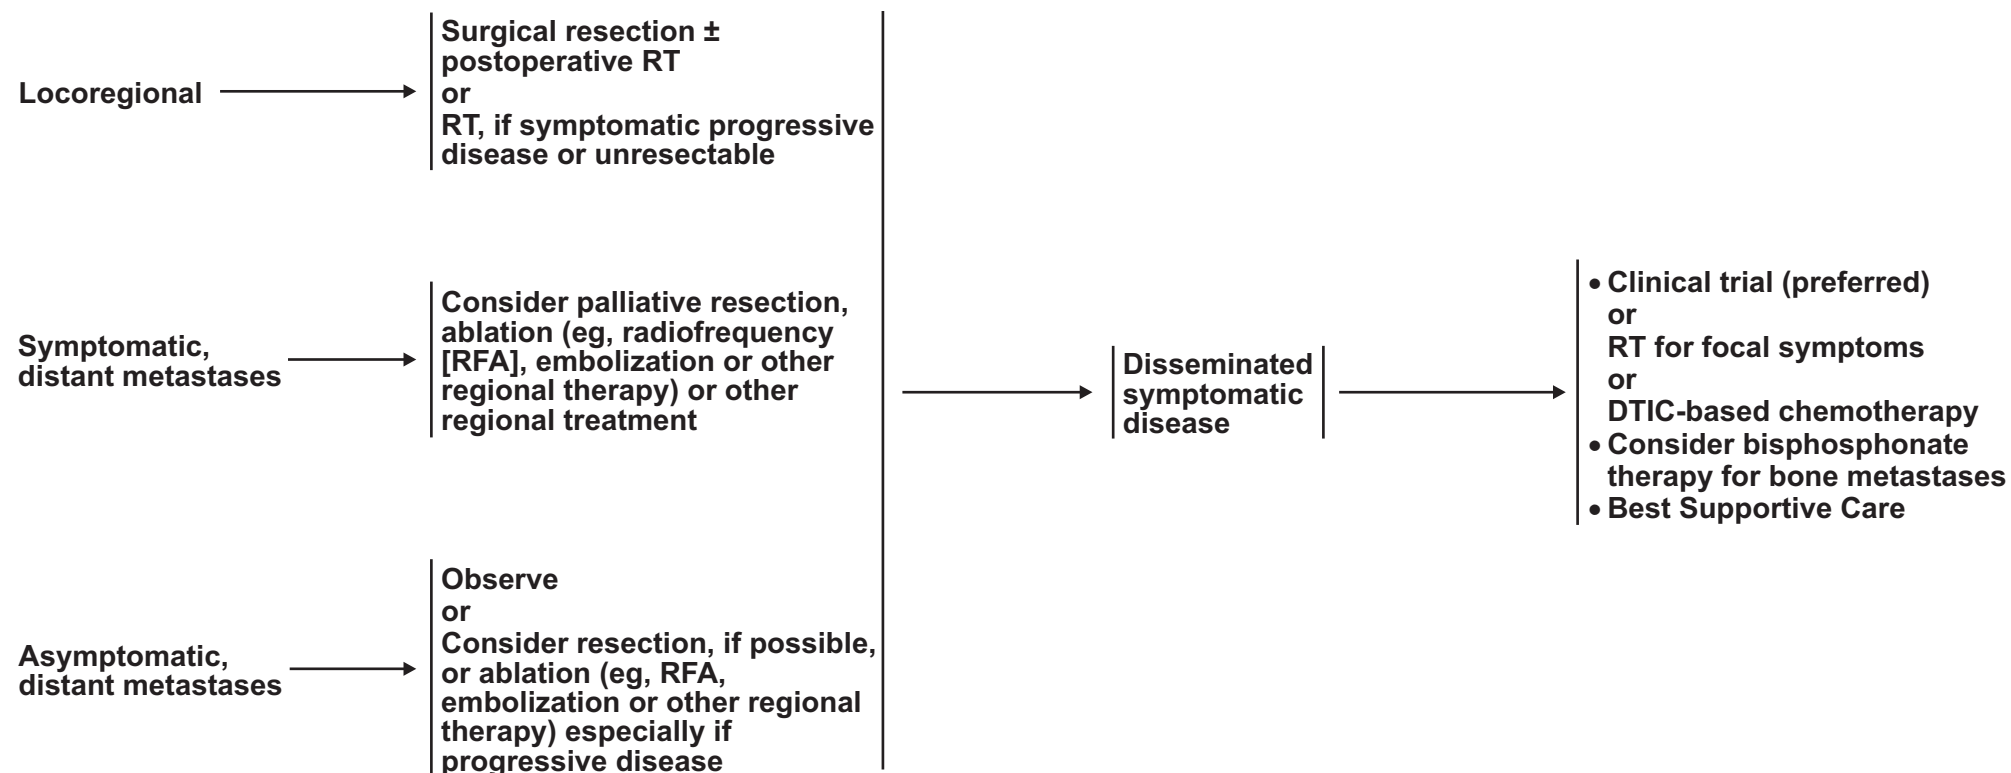 Locoregional
Surgical resection ±
postoperative RT
or
RT, if symptomatic progressive
disease or unresectable
Symptomatic,
distant metastases
Consider palliative resection,
ablation (eg, radiofrequency
[RFA], embolization or other
regional therapy) or other
regional treatment
Asymptomatic,
distant metastases
Observe
or
Consider resection, if possible,
or ablation (eg, RFA,
embolization or other regional
therapy) especially if
progressive disease
Disseminated
symptomatic
disease
• Clinical trial (preferred)
or
RT for focal symptoms
or
DTIC-based chemotherapy
• Consider bisphosphonate
therapy for bone metastases
• Best Supportive Care